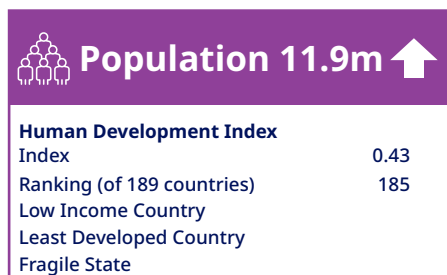 Population 11.9m
Human Development Index
Index 0.43
Ranking (of 189 countries) 185
Low Income Country
Least Developed Country
Fragile State